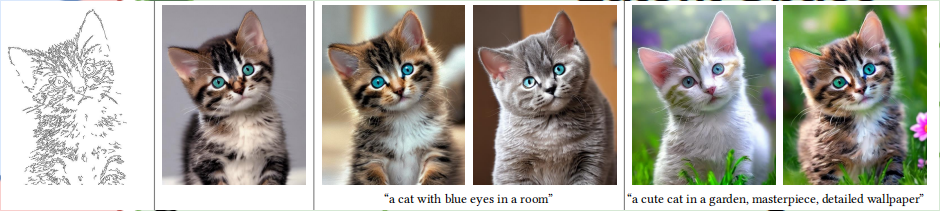 “a cat with blue eyes in a room”
“a cute cat in a garden, masterpiece, detailed wallpaper”